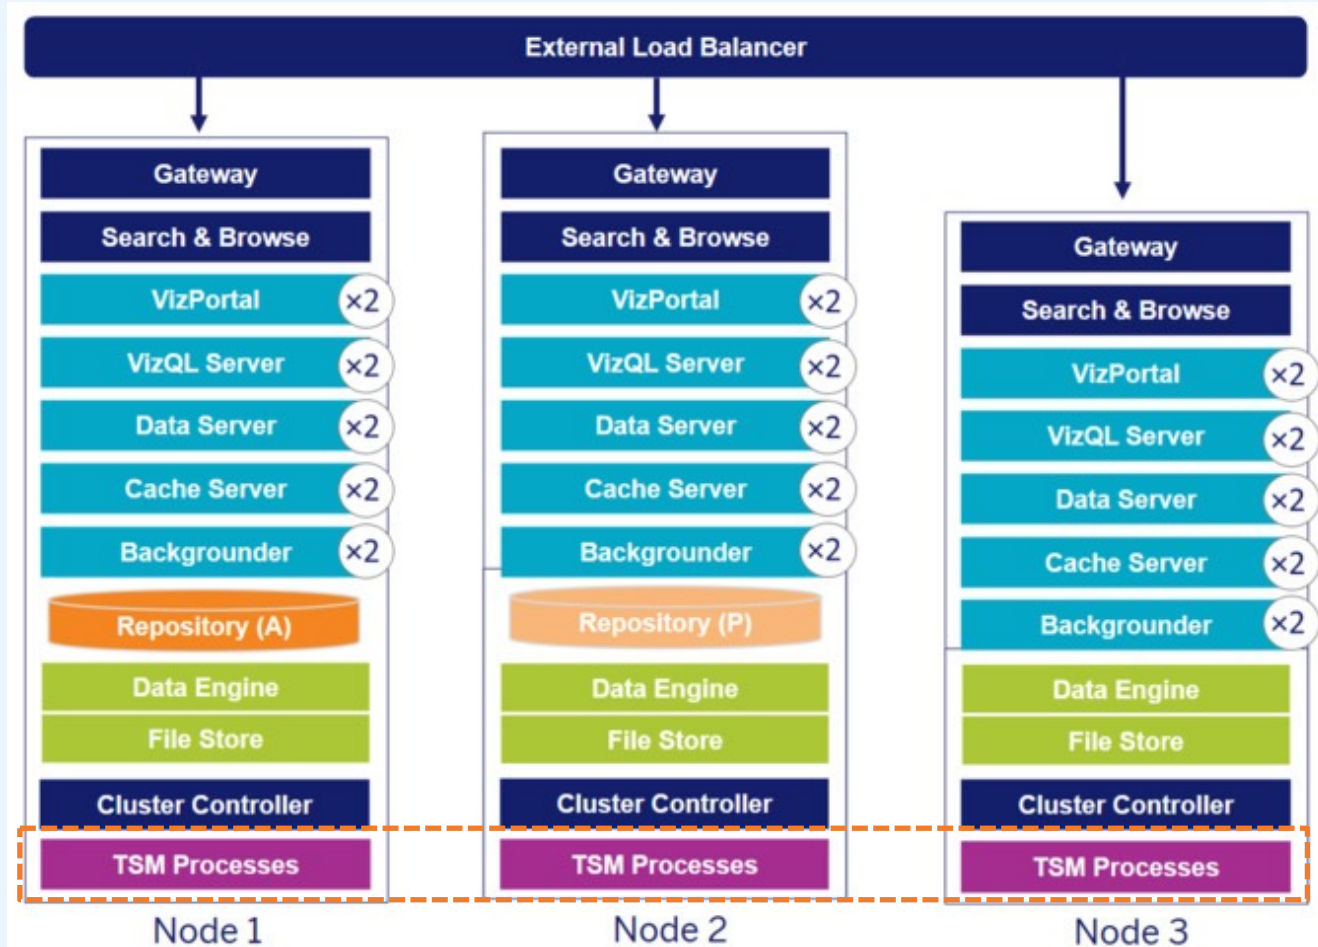 External Load Balancer
Gateway
Search & Browse
VizPortal ×2
VizQL Server ×2
Data Server ×2
Cache Server ×2
Backgrounder ×2
Repository (A)
Data Engine
File Store
Cluster Controller
TSM Processes
Node 1
Gateway
Search & Browse
VizPortal ×2
VizQL Server ×2
Data Server ×2
Cache Server ×2
Backgrounder ×2
Repository (P)
Data Engine
File Store
Cluster Controller
TSM Processes
Node 2
Gateway
Search & Browse
VizPortal ×2
VizQL Server ×2
Data Server ×2
Cache Server ×2
Backgrounder ×2
Data Engine
File Store
Cluster Controller
TSM Processes
Node 3